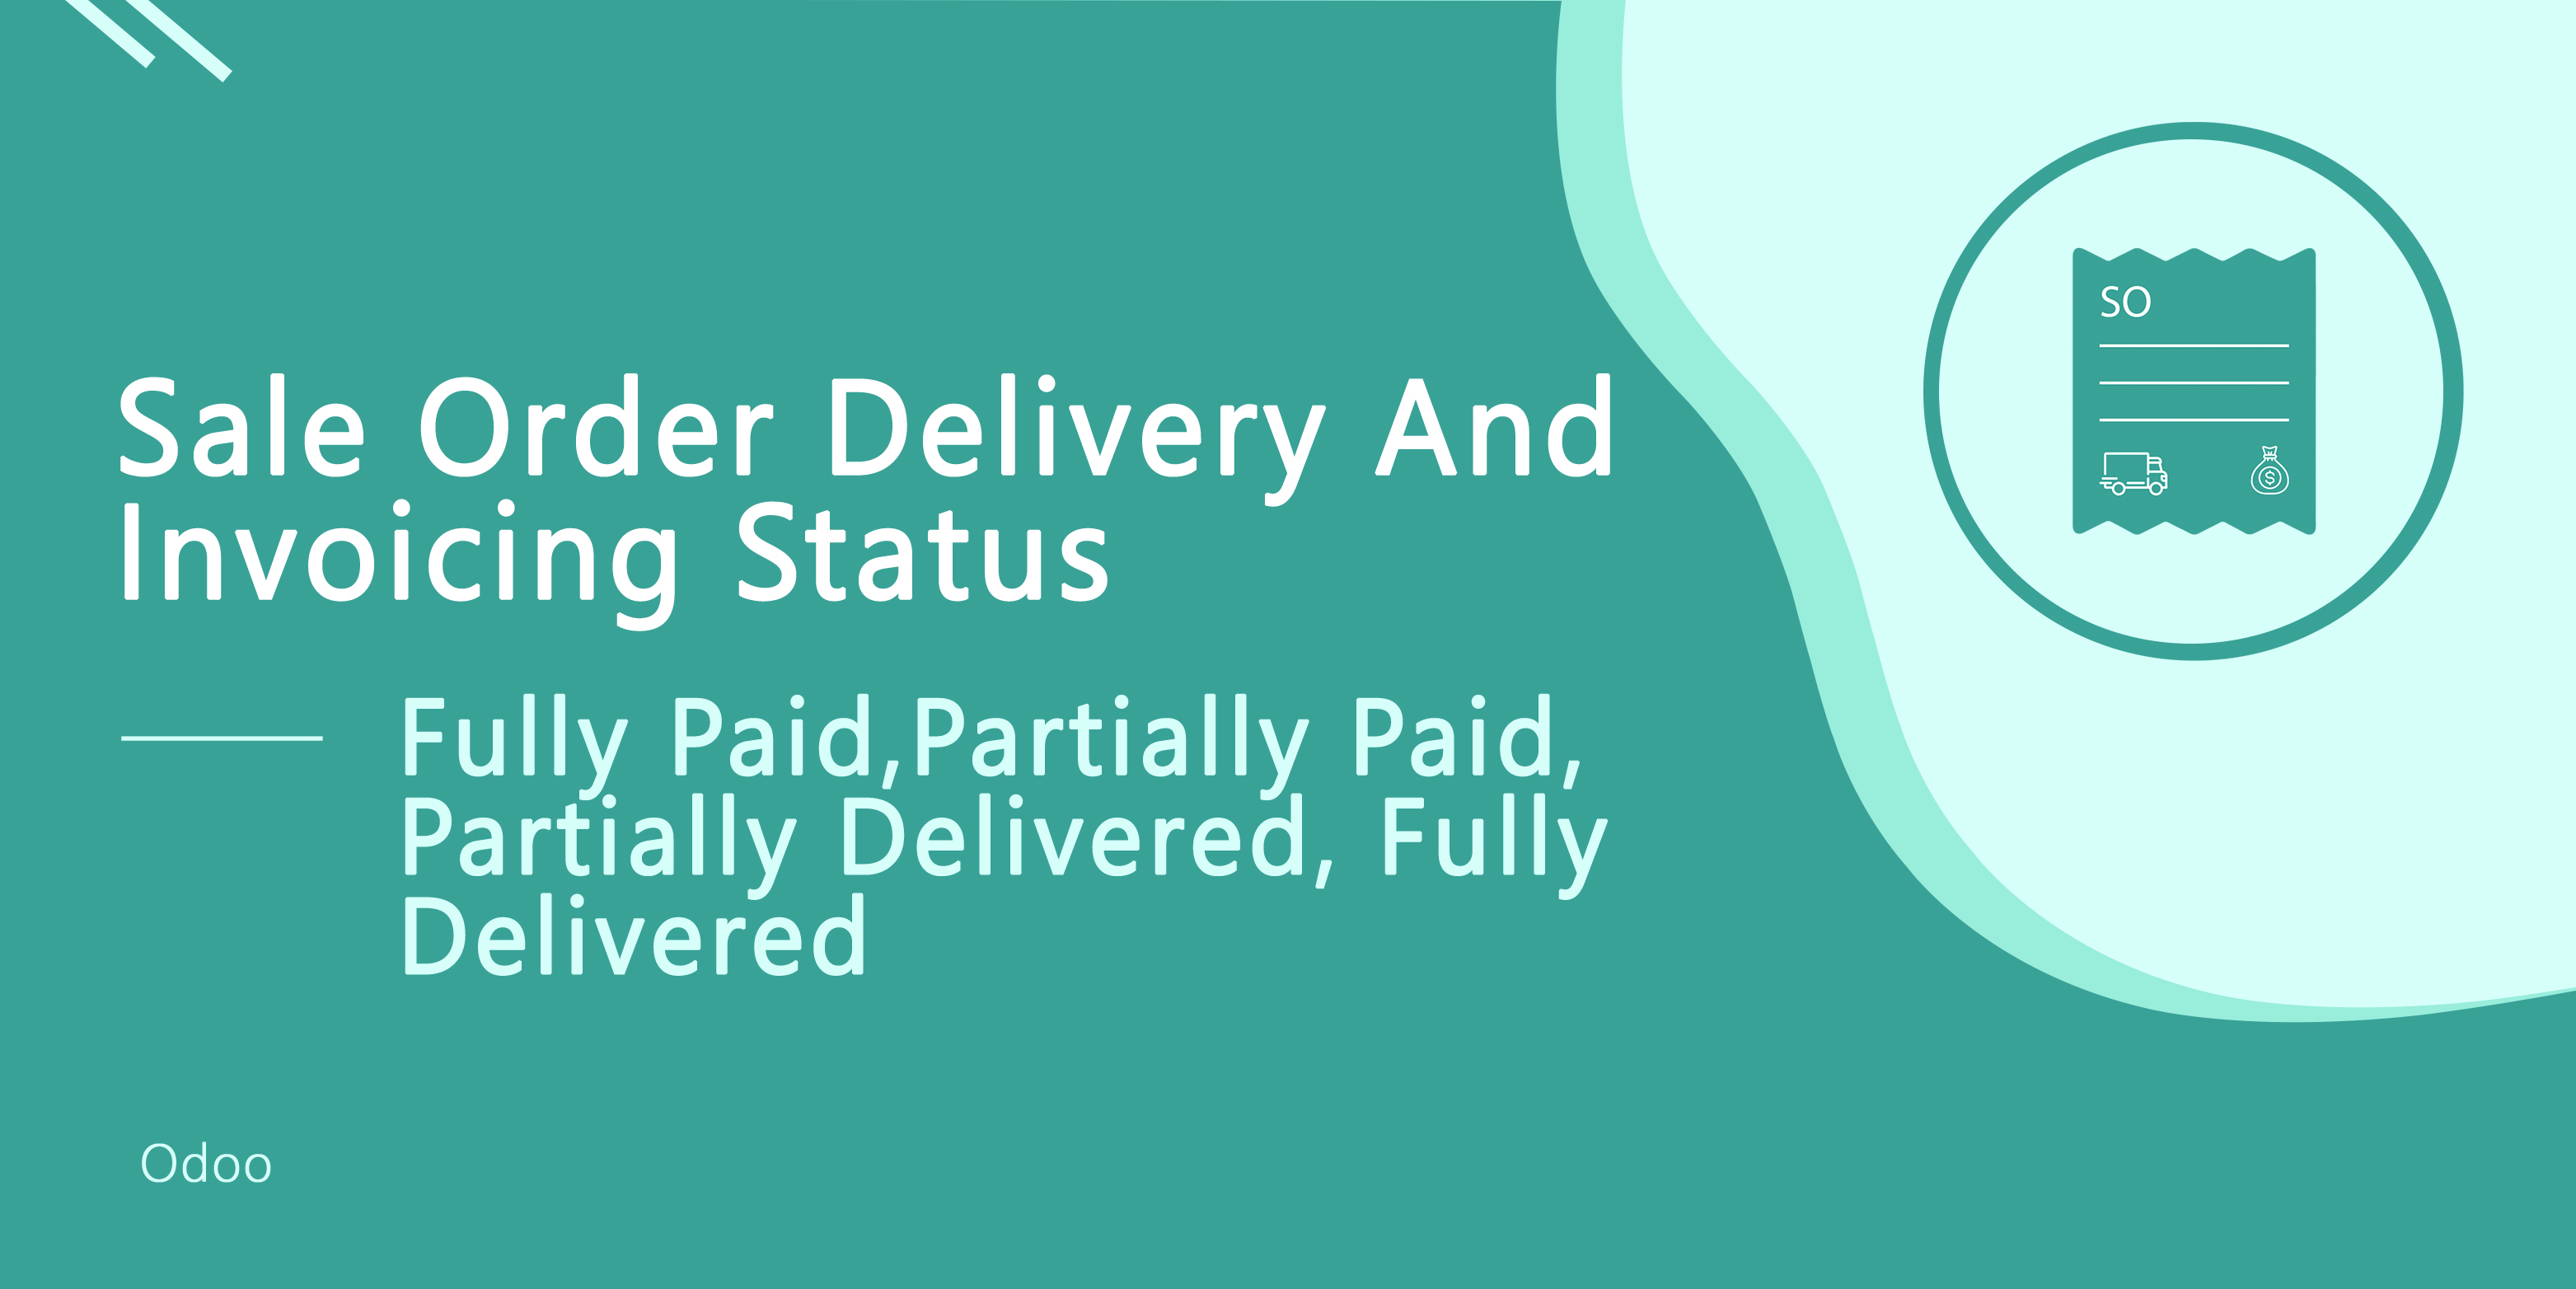 Sale Order Delivery And
Invoicing Status
Fully Paid,Partially Paid,
Partially Delivered, Fully
Delivered
Odoo
SO
$